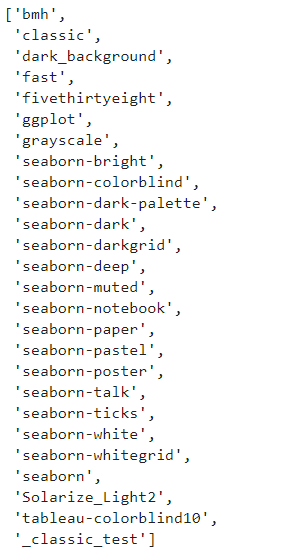 ['bmh',
 'classic',
 'dark_background',
 'fast',
 'fivethirtyeight',
 'ggplot',
 'grayscale',
 'seaborn-bright',
 'seaborn-colorblind',
 'seaborn-dark-palette',
 'seaborn-dark',
 'seaborn-darkgrid',
 'seaborn-deep',
 'seaborn-muted',
 'seaborn-notebook',
 'seaborn-paper',
 'seaborn-pastel',
 'seaborn-poster',
 'seaborn-talk',
 'seaborn-ticks',
 'seaborn-white',
 'seaborn-whitegrid',
 'seaborn',
 'Solarize_Light2',
 'tableau-colorblind10',
 '_classic_test']